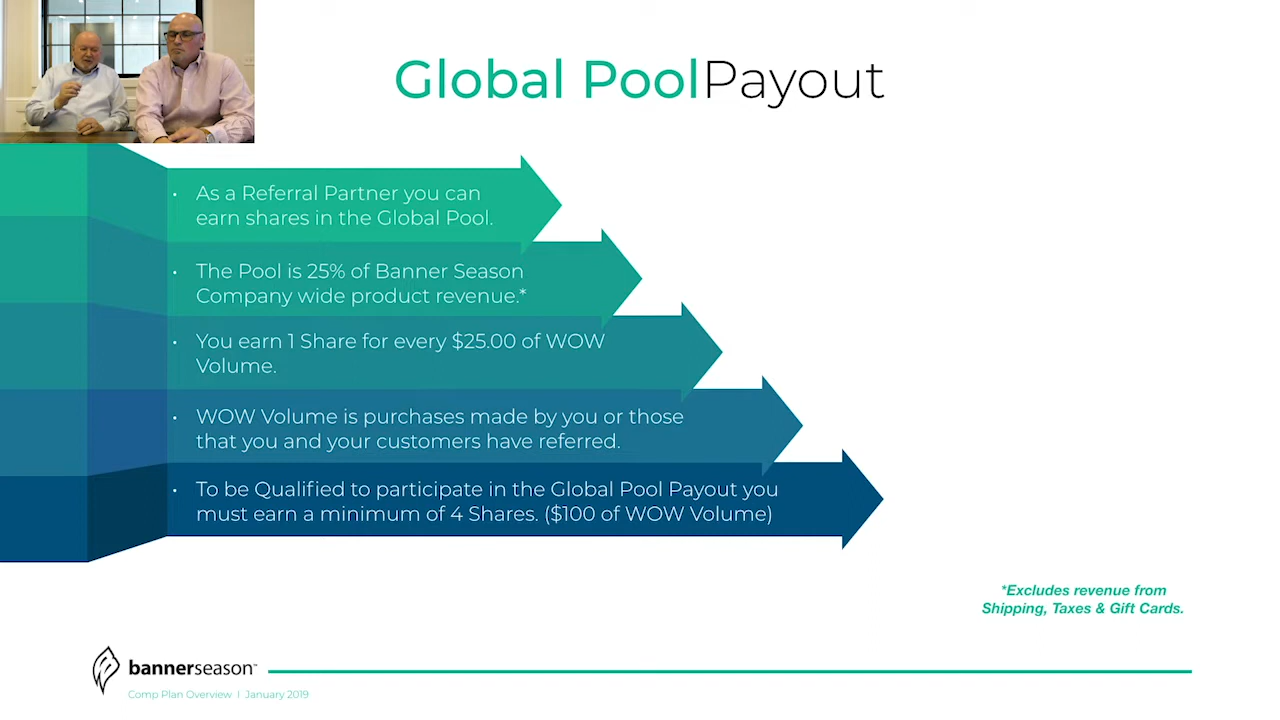 Global PoolPayout
• As a Referral Partner you can
earn shares in the Global Pool.
• The Pool is 25% of Banner Season
Company wide product revenue.*
• You earn 1 Share for every $25.00 of WOW
Volume.
• WOW Volume is purchases made by you or those
that you and your customers have referred.
• To be Qualified to participate in the Global Pool Payout you
must earn a minimum of 4 Shares. ($100 of WOW Volume)
*Excludes revenue from
Shipping, Taxes & Gift Cards.
bannerseason™
Comp Plan Overview I January 2019